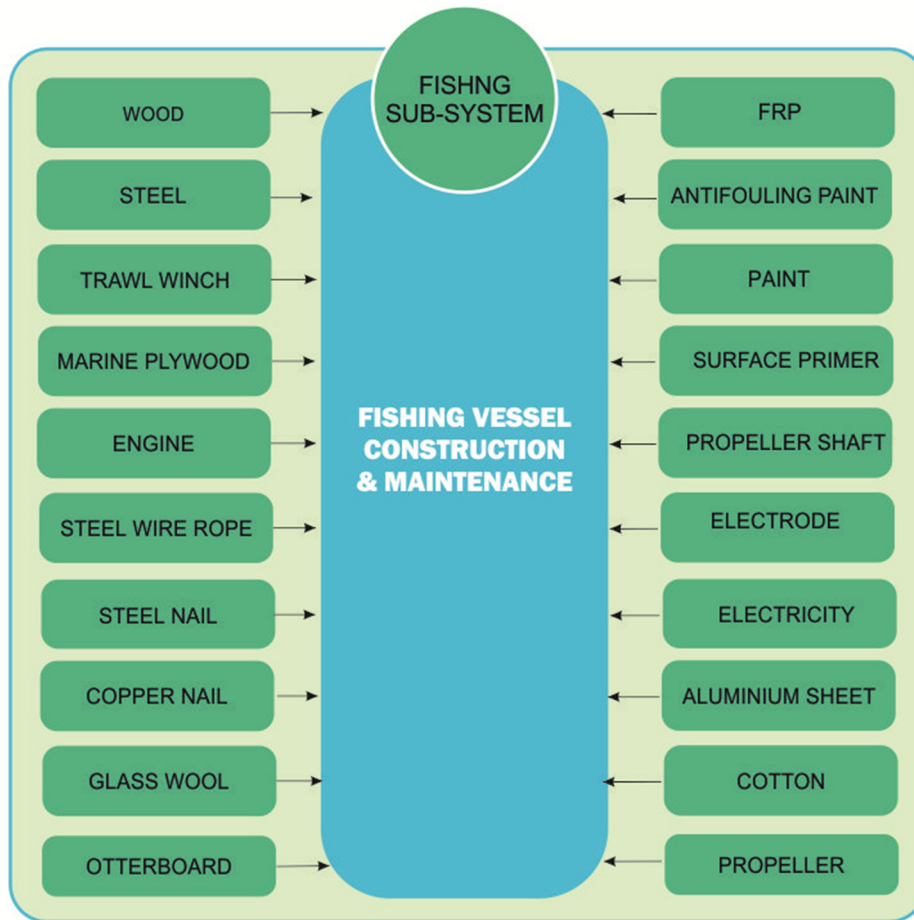 FISHNG
SUB-SYSTEM
WOOD
STEEL
TRAWL WINCH
MARINE PLYWOOD
ENGINE
STEEL WIRE ROPE
STEEL NAIL
COPPER NAIL
GLASS WOOL
OTTERBOARD
FISHING VESSEL
CONSTRUCTION
& MAINTENANCE
FRP
ANTIFOULING PAINT
PAINT
SURFACE PRIMER
PROPELLER SHAFT
ELECTRODE
ELECTRICITY
ALUMINIUM SHEET
COTTON
PROPELLER